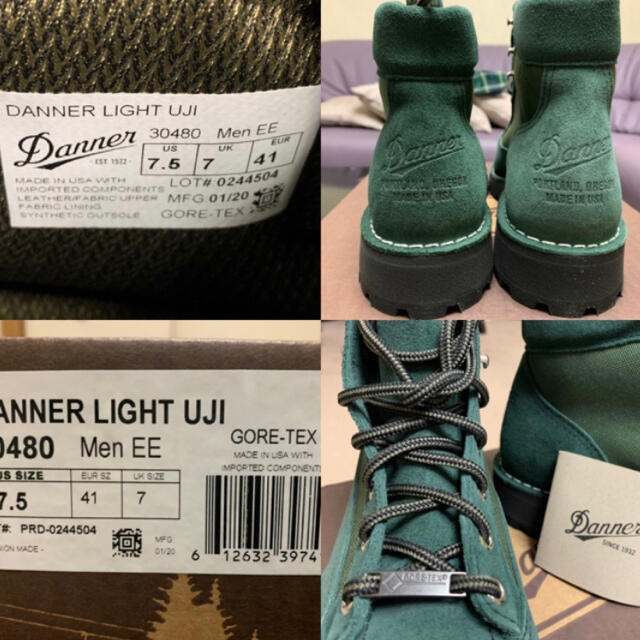 DANNER LIGHT UJI
Danner
EST. 1932
30480 Men EE
US UK EUR
7.5 7 41
LOT# 0244504
MADE IN USA WITH
IMPORTED COMPONENTS
LEATHER/FABRIC UPPER
FABRIC LINING
SYNTHETIC OUTSOLE
MFG 01/20
GORE-TEX
Danner
PORTLAND, OREGON
MADE IN USA
Danner
PORTLAND, OREGON
MADE IN USA
ANNER LIGHT UJI
0480 Men EE
GORE-TEX
MADE IN USA WITH
IMPORTED COMPONENTS
US SIZE EUR SZ UK SIZE
7.5 41 7
#: PRD-0244504
MFG
01/20
6 12632 3974
GORE-TEX
Danner
SINCE 1932